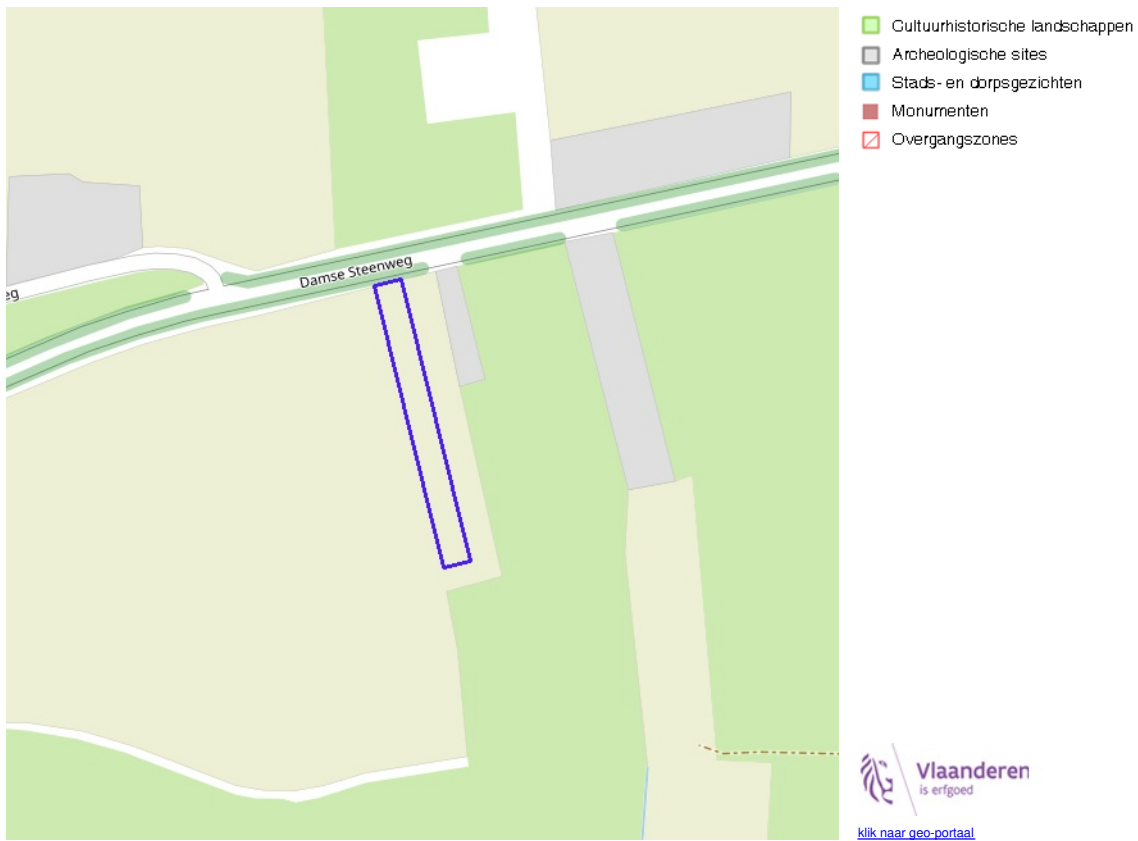 Cultuurhistorische landschappen
Archeologische sites
Stads- en dorpsgezichten
Monumenten
Overgangszones
Damse Steenweg
eg
Vlaanderen
is erfgoed
klik naar geo-portaal